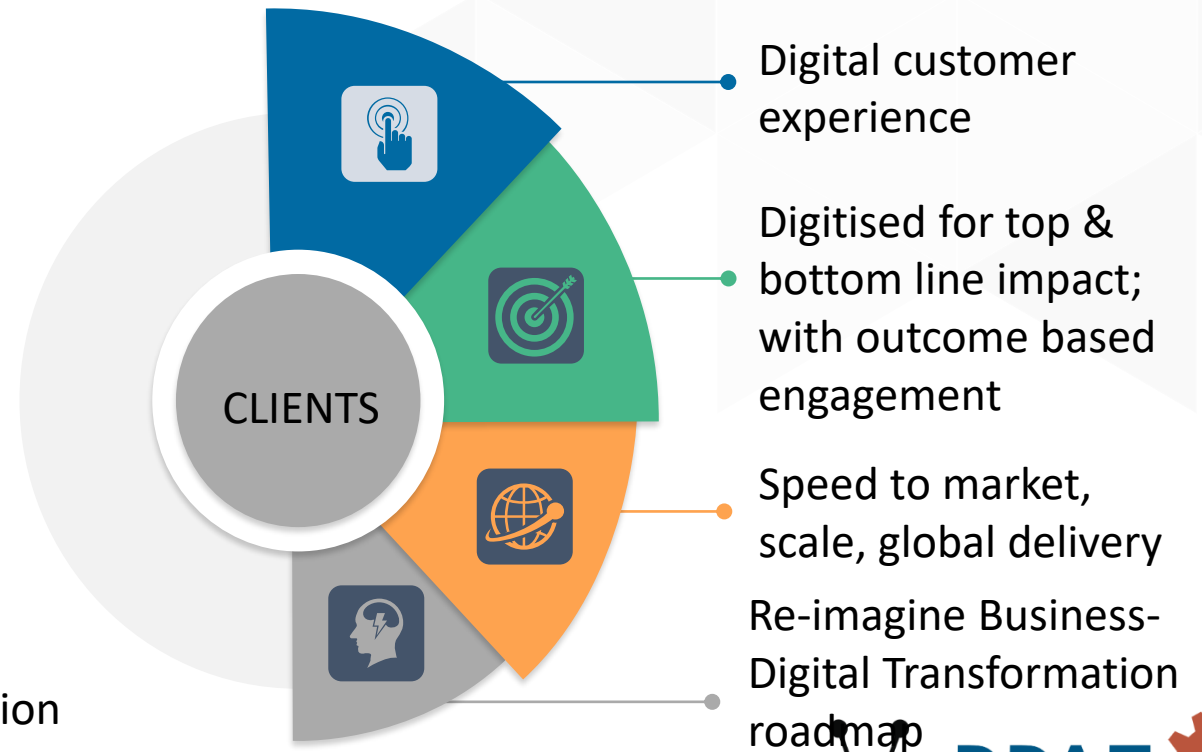 Digital customer
experience
Digitised for top &
bottom line impact;
with outcome based
engagement
CLIENTS
Speed to market,
scale, global delivery
Re-imagine Business-
Digital Transformation
roadmap
tion